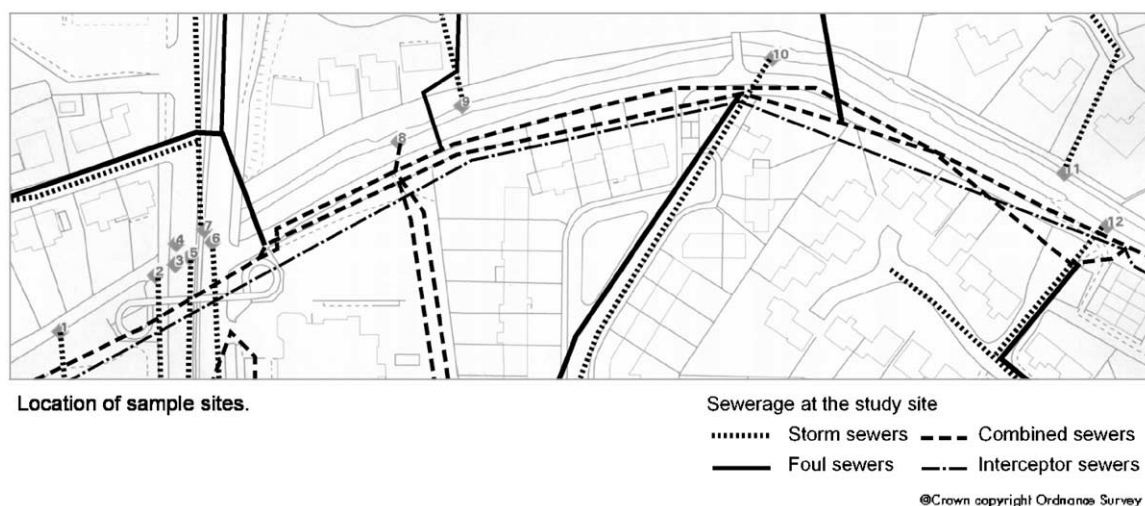 10
9
8
11
12
7
4
6
5
3
2
1
Location of sample sites.
Sewerage at the study site
Storm sewers
Combined sewers
Foul sewers
Interceptor sewers
@Crown copyright Ordnance Survey